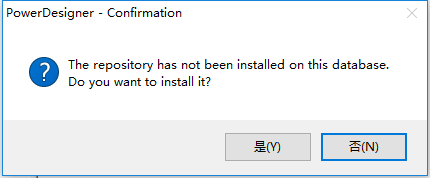 PowerDesigner - Confirmation
The repository has not been installed on this database.
Do you want to install it?
是(Y)
否(N)